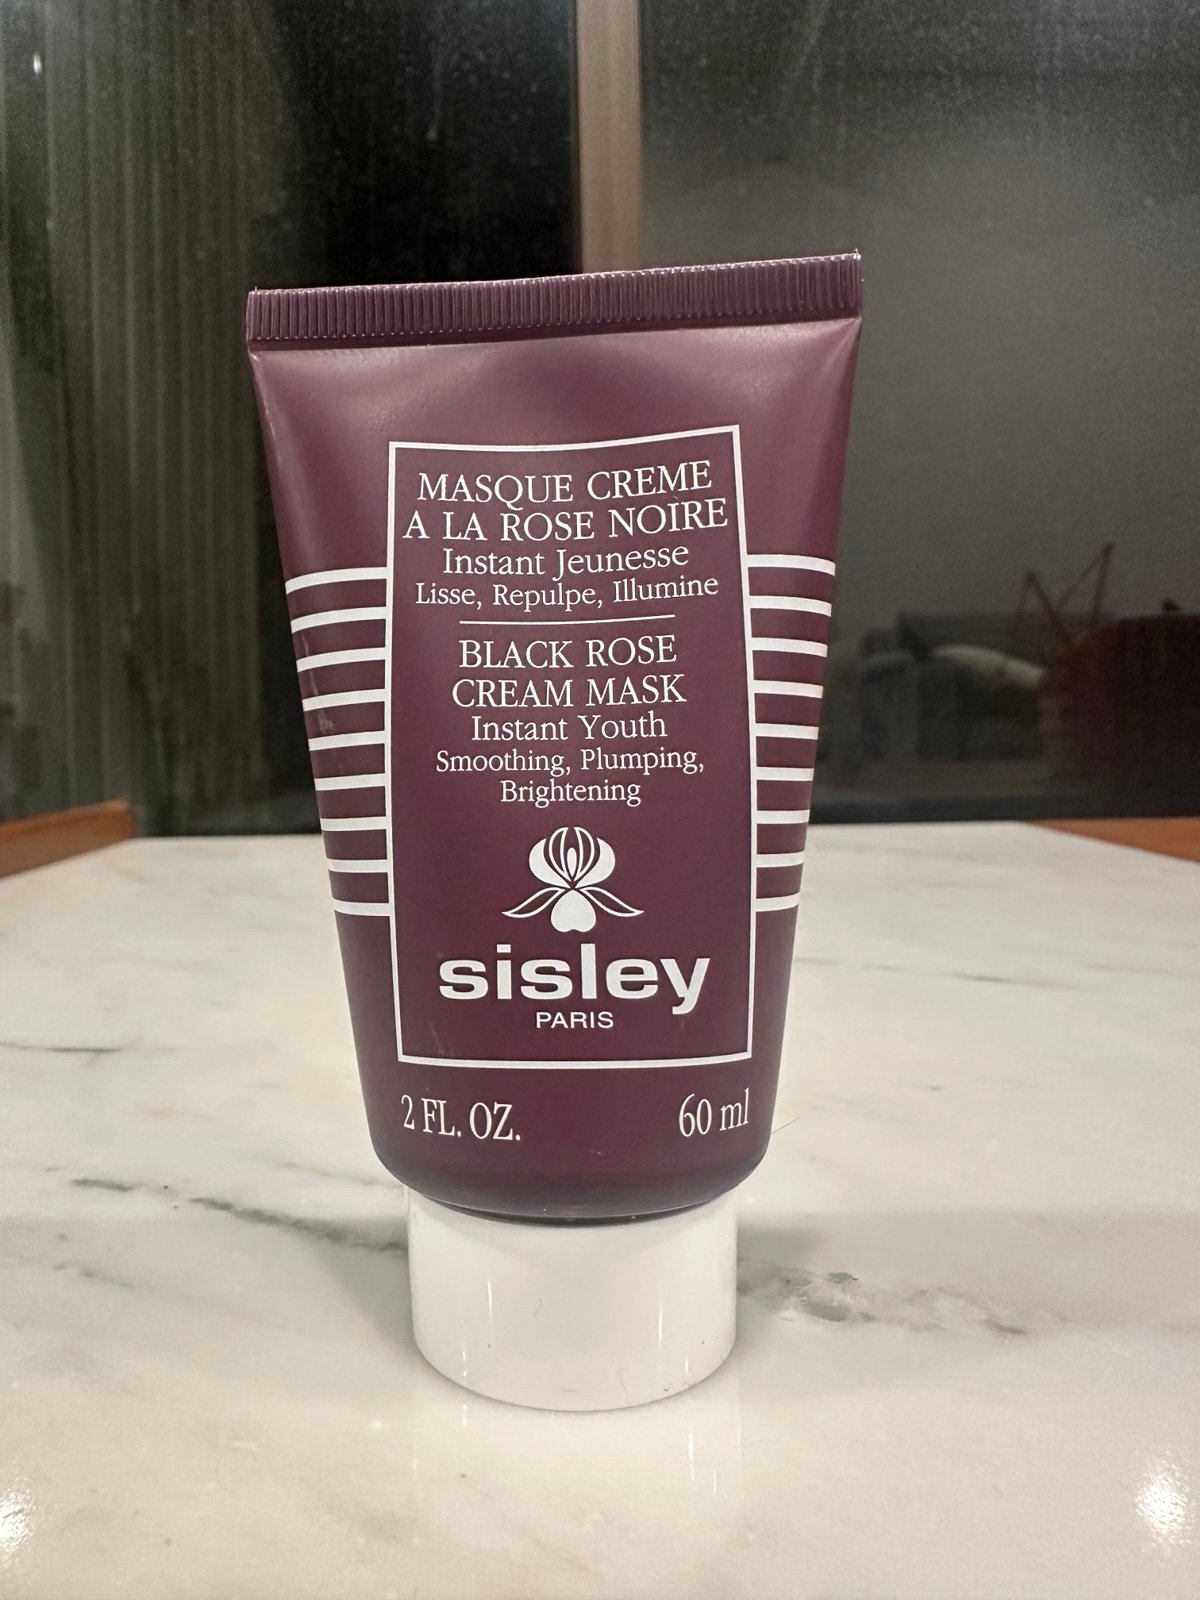 MASQUE CREME
A LA ROSE NOIRE
Instant Jeunesse
Lisse, Repulpe, Illumine
BLACK ROSE
CREAM MASK
Instant Youth
Smoothing, Plumping,
Brightening
sisley
PARIS
2 FL. OZ. 60 ml